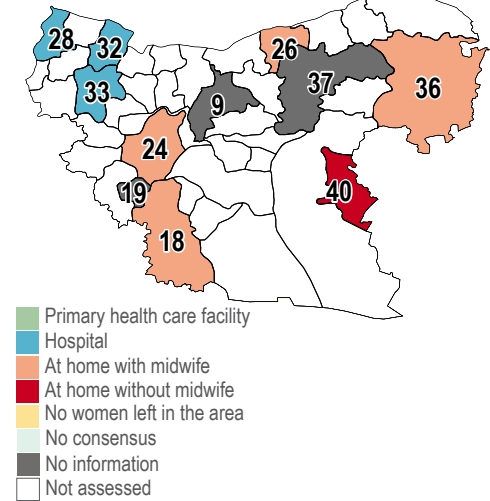 28
32
26
37
33
36
9
24
19
40
18
Primary health care facility
Hospital
At home with midwife
At home without midwife
No women left in the area
No consensus
No information
Not assessed